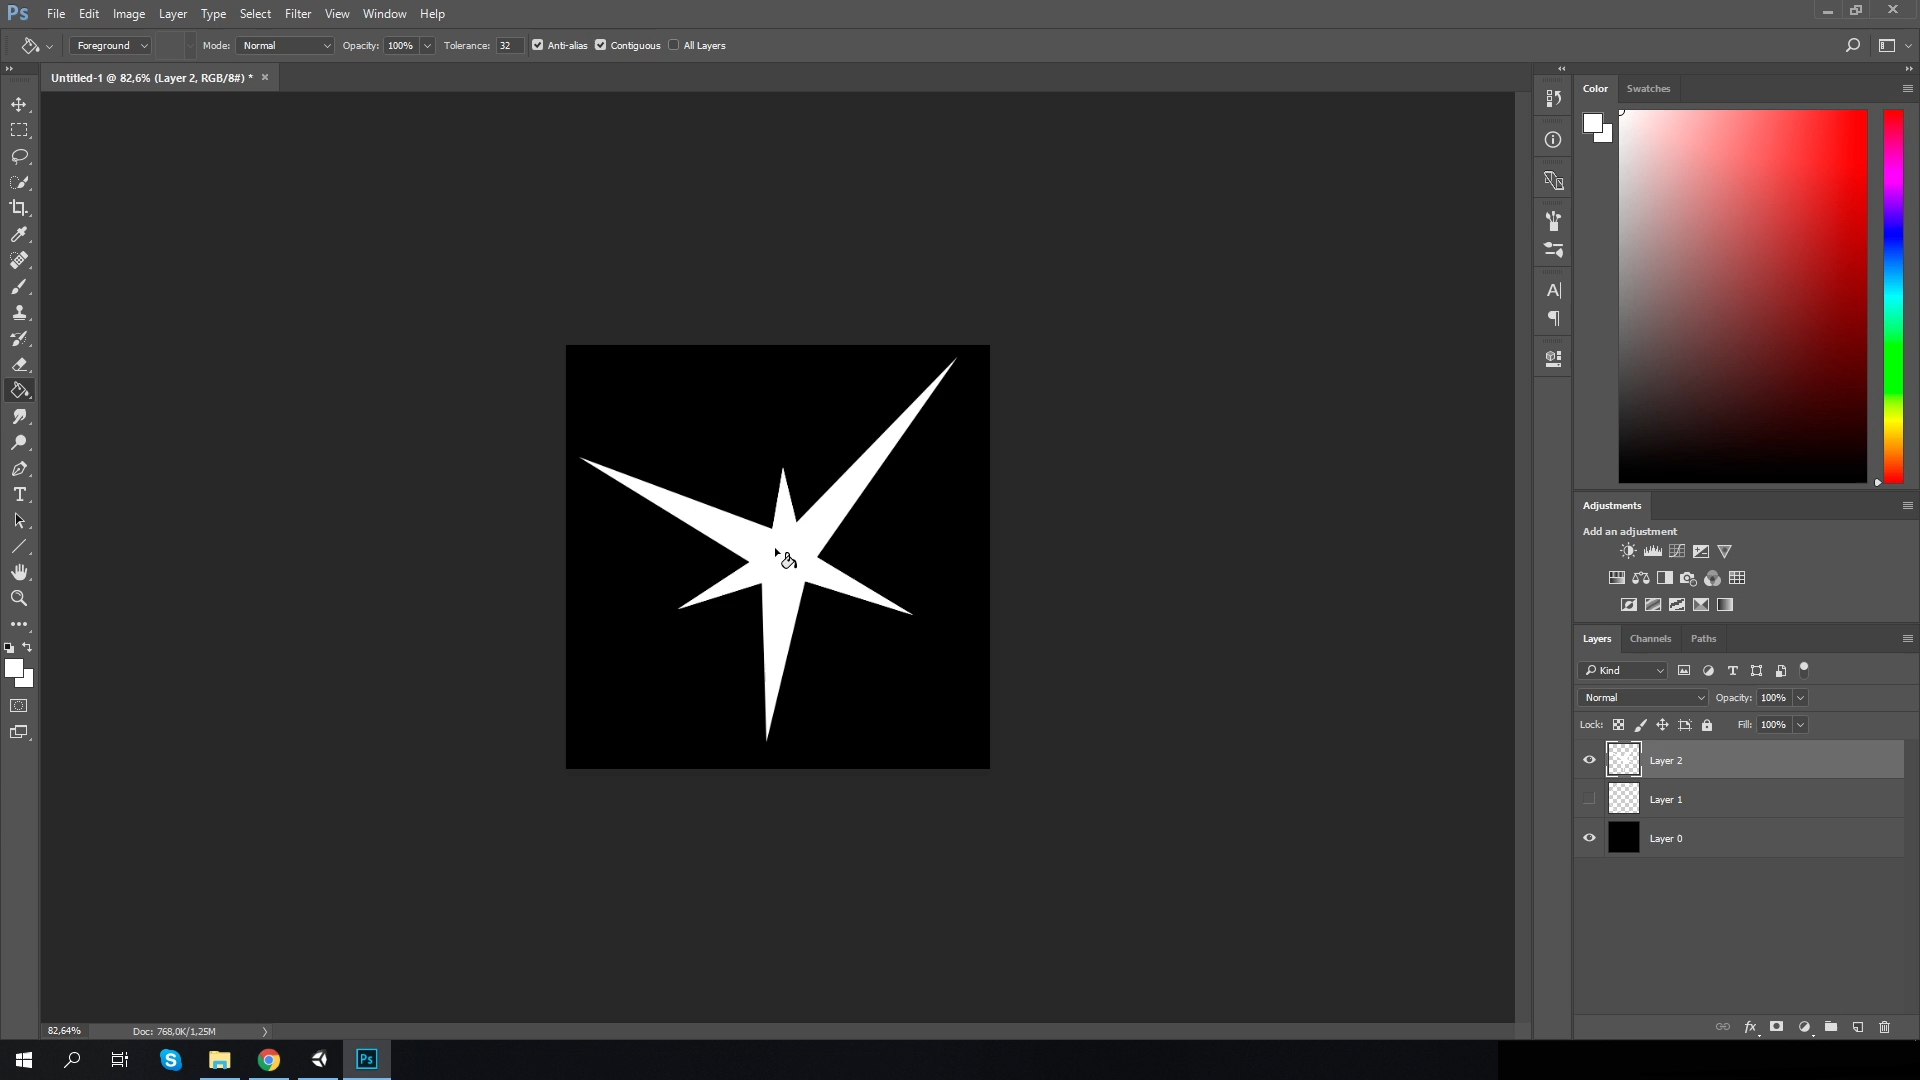 Ps File Edit Image Layer Type Select Filter View Window Help
Foreground Mode: Normal Opacity: 100% Tolerance: 32 Anti-alias Contiguous All Layers
Untitled-1 @ 82,6% (Layer 2, RGB/8#) *
Color Swatches
Adjustments
Add an adjustment
Layers Channels Paths
Kind
Normal Opacity: 100%
Lock: Fill: 100%
Layer 2
Layer 1
Layer 0
82,64% Doc: 768,0K/1,25M
Ps